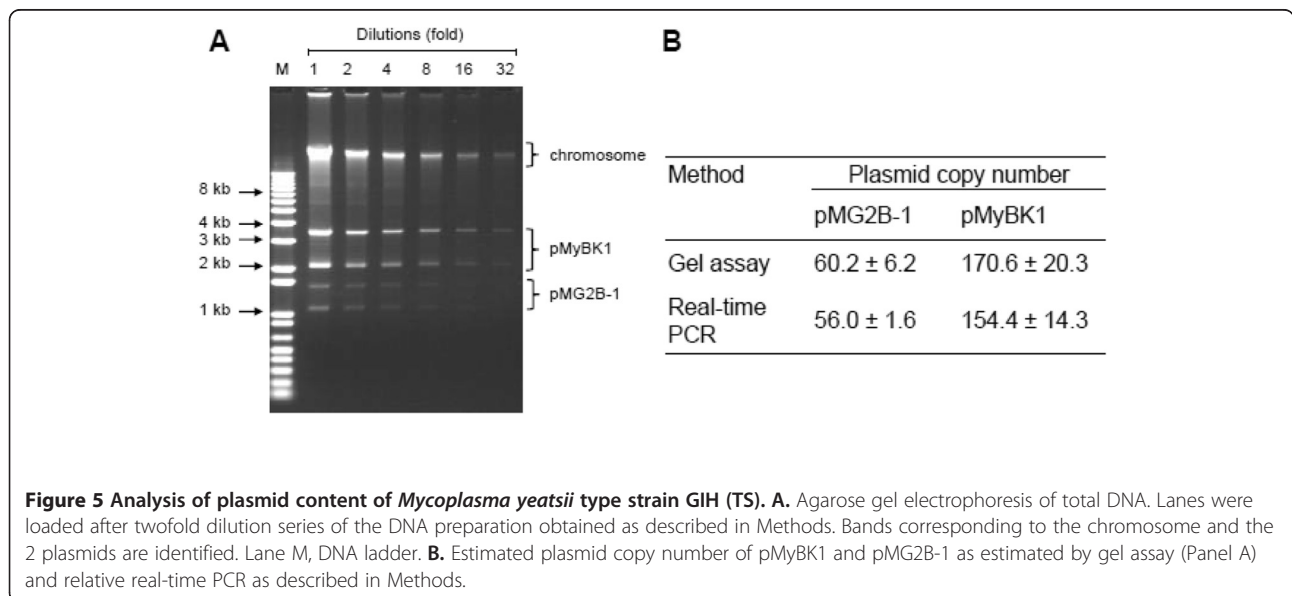 A
B
Dilutions (fold)
M 1 2 4 8 16 32
chromosome
8 kb
4 kb
3 kb
pMyBK1
2 kb
pMG2B-1
1 kb
Method Plasmid copy number
pMG2B-1 pMyBK1
Gel assay 60.2 ± 6.2 170.6 ± 20.3
Real-time
PCR 56.0 ± 1.6 154.4 ± 14.3
Figure 5 Analysis of plasmid content of Mycoplasma yeatsii type strain GIH (TS). A. Agarose gel electrophoresis of total DNA. Lanes were
loaded after twofold dilution series of the DNA preparation obtained as described in Methods. Bands corresponding to the chromosome and the
2 plasmids are identified. Lane M, DNA ladder. B. Estimated plasmid copy number of pMyBK1 and pMG2B-1 as estimated by gel assay (Panel A)
and relative real-time PCR as described in Methods.